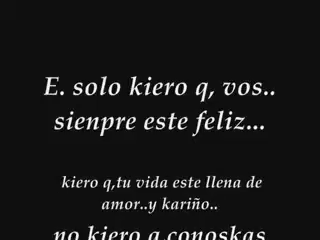 E. solo kiero q, vos..
sienpre este feliz...
kiero q,tu vida este llena de
amor..y kariño..
no kiero q,conoskas